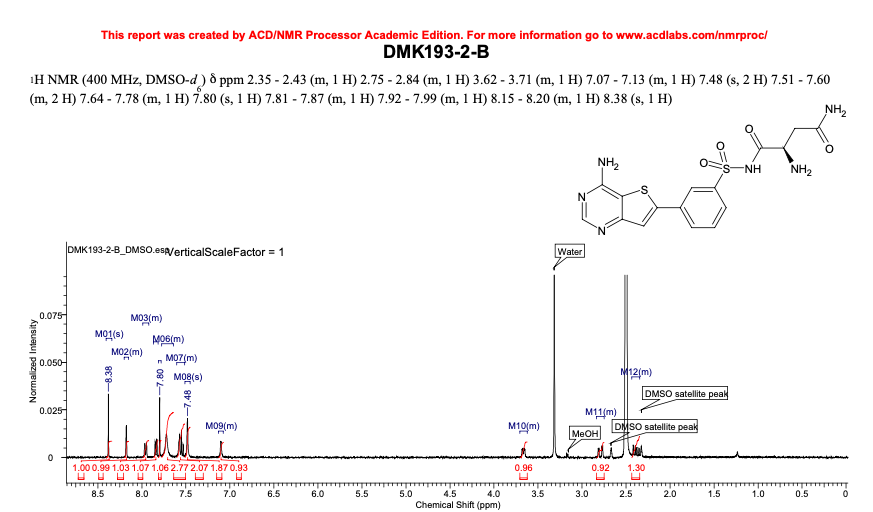 This report was created by ACD/NMR Processor Academic Edition. For more information go to www.acdlabs.com/nmrproc/
DMK193-2-B
1H NMR (400 MHz, DMSO-d6) δ ppm 2.35 - 2.43 (m, 1 H) 2.75 - 2.84 (m, 1 H) 3.62 - 3.71 (m, 1 H) 7.07 - 7.13 (m, 1 H) 7.48 (s, 2 H) 7.51 - 7.60
(m, 2 H) 7.64 - 7.78 (m, 1 H) 7.80 (s, 1 H) 7.81 - 7.87 (m, 1 H) 7.92 - 7.99 (m, 1 H) 8.15 - 8.20 (m, 1 H) 8.38 (s, 1 H)
NH2
O
O
O
O
S
NH
NH2
NH2
N
N
S
DMK193-2-B_DMSO.esp
VerticalScaleFactor = 1
Water
M03(m)
M01(s)
M06(m)
M02(m)
M07(m)
M08(s)
M09(m)
M10(m)
M11(m)
M12(m)
8.38
7.80
7.48
MeOH
DMSO satellite peak
DMSO satellite peak
Normalized Intensity
0.075
0.050
0.025
0
1.00 0.99 1.03 1.07 1.06 2.77 2.07 1.87 0.93 0.96 0.92 1.30
8.5 8.0 7.5 7.0 6.5 6.0 5.5 5.0 4.5 4.0 3.5 3.0 2.5 2.0 1.5 1.0 0.5 0
Chemical Shift (ppm)